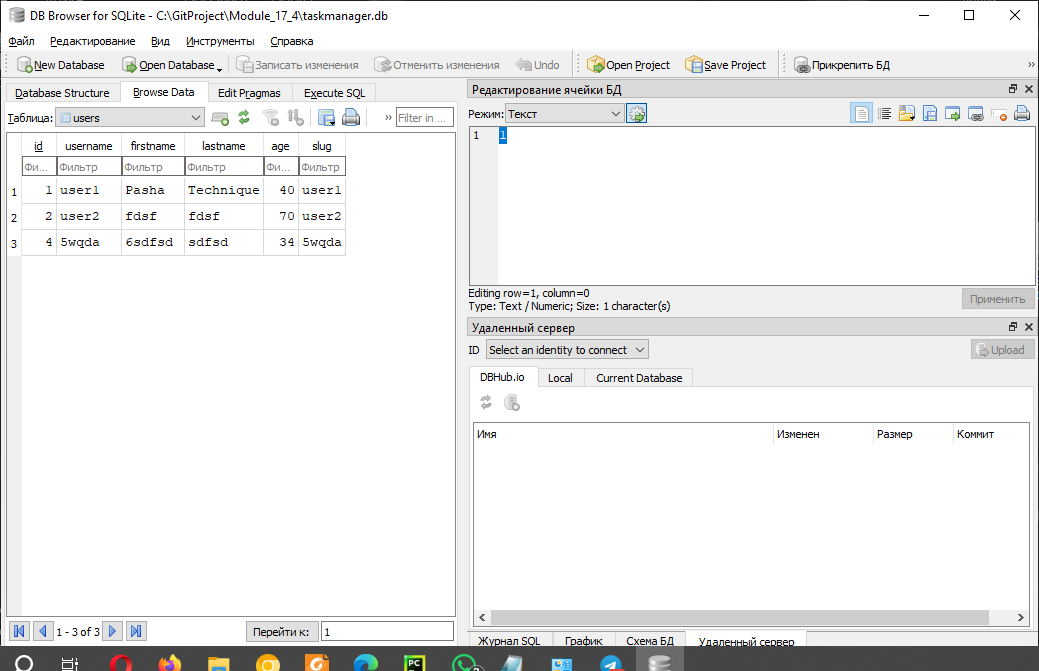 DB Browser for SQLite - C:\GitProject\Module_17_4\taskmanager.db
Файл Редактирование Вид Инструменты Справка
New Database Open Database Записать изменения Отменить изменения Undo Open Project Save Project Прикрепить БД »
Database Structure Browse Data Edit Pragmas Execute SQL
Таблица: users » Filter in ...
id username firstname lastname age slug
Фи... Фильтр Фильтр Фильтр Фи... Фильтр
1 1 user1 Pasha Technique 40 user1
2 2 user2 fdsf fdsf 70 user2
3 4 5wqda 6sdfsd sdfsd 34 5wqda
1 - 3 of 3 Перейти к: 1
Редактирование ячейки БД
Режим: Текст
1 1
Editing row=1, column=0
Type: Text / Numeric; Size: 1 character(s)
Применить
Удаленный сервер
ID Select an identity to connect Upload
DBHub.io Local Current Database
Имя Изменен Размер Коммит
Журнал SQL График Схема БД Удаленный сервер
PC